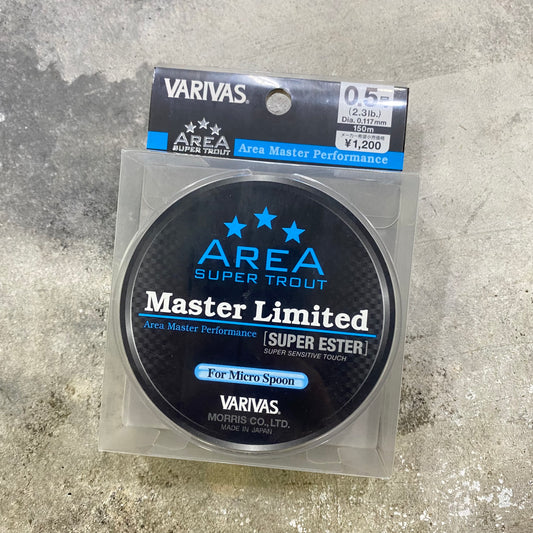 VARIVAS®
AREA
SUPER TROUT
Area Master Performance
0.5号
(2.3lb.)
Dia. 0.117mm
150m
メーカー希望小売価格
¥1,200
AREA
SUPER TROUT
Master Limited
Area Master Performance
[SUPER ESTER]
SUPER SENSITIVE TOUCH
For Micro Spoon
VARIVAS®
MORRIS CO., LTD.
MADE IN JAPAN